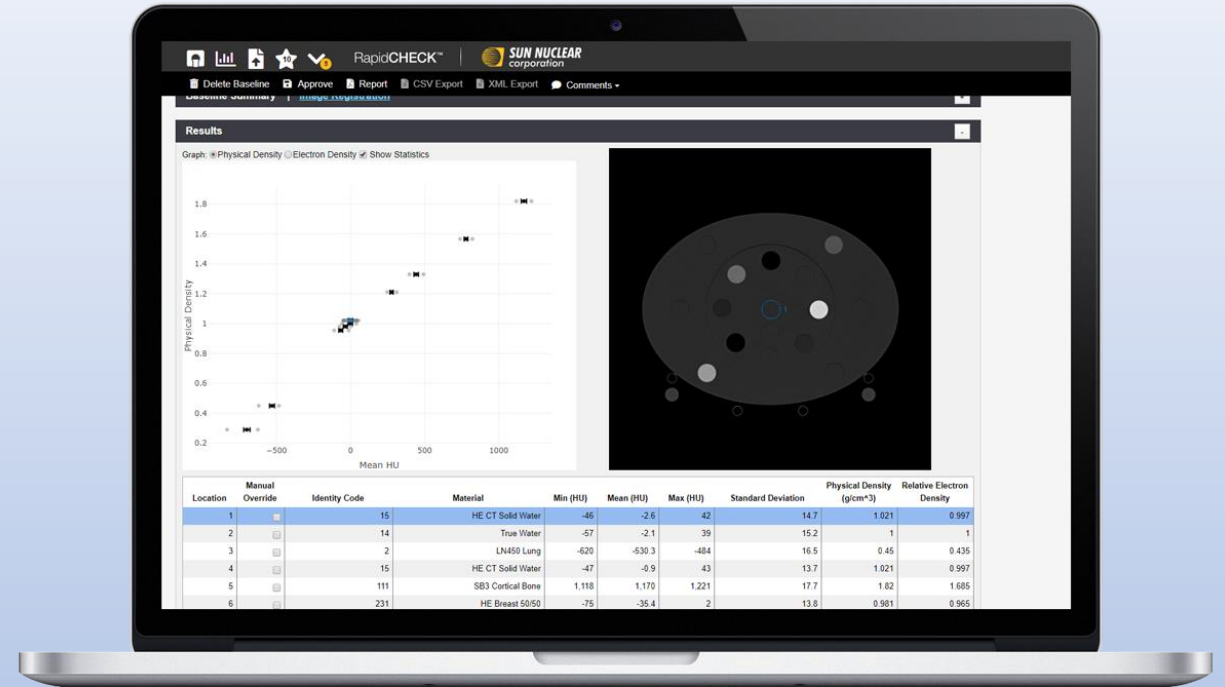 10 5 RapidCHECK™ SUN NUCLEAR
corporation
Delete Baseline Approve Report CSV Export XML Export Comments
Baseline Summary | Image Registration
Results -
Graph: Physical Density Electron Density Show Statistics
1.8
1.6
1.4
1.2
1
0.8
0.6
0.4
0.2
Physical Density
−500 0 500 1000
Mean HU
1
Location Manual Override Identity Code Material Min (HU) Mean (HU) Max (HU) Standard Deviation Physical Density (g/cm^3) Relative Electron Density
1 15 HE CT Solid Water -46 -2.6 42 14.7 1.021 0.997
2 14 True Water -57 -2.1 39 15.2 1 1
3 2 LN450 Lung -620 -530.3 -484 16.5 0.45 0.435
4 15 HE CT Solid Water -47 -0.9 43 13.7 1.021 0.997
5 111 SB3 Cortical Bone 1,118 1,170 1,221 17.7 1.82 1.685
6 231 HE Breast 50/50 -75 -35.4 2 13.8 0.981 0.965